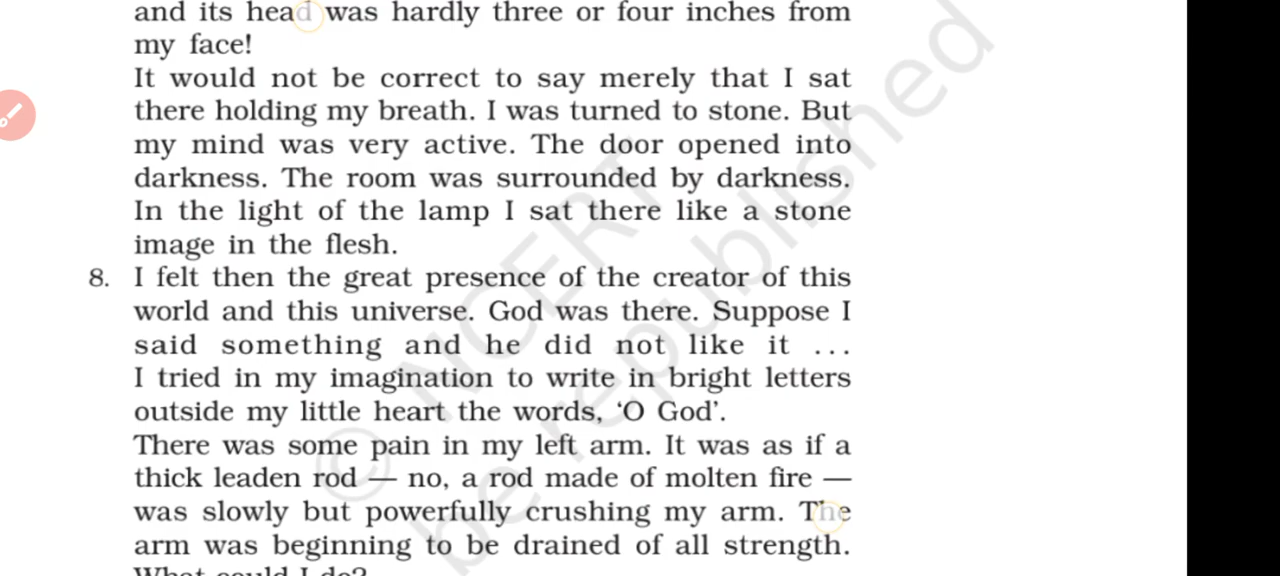 and its head was hardly three or four inches from
my face!
It would not be correct to say merely that I sat
there holding my breath. I was turned to stone. But
my mind was very active. The door opened into
darkness. The room was surrounded by darkness.
In the light of the lamp I sat there like a stone
image in the flesh.
8. I felt then the great presence of the creator of this
world and this universe. God was there. Suppose I
said something and he did not like it ...
I tried in my imagination to write in bright letters
outside my little heart the words, ‘O God’.
There was some pain in my left arm. It was as if a
thick leaden rod — no, a rod made of molten fire —
was slowly but powerfully crushing my arm. The
arm was beginning to be drained of all strength.
What could I do?
© NCERT
be republished